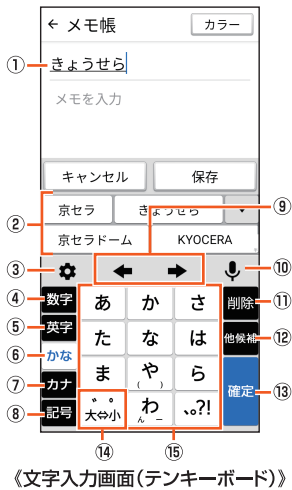 ← メモ帳 カラー
① きょうせら
メモを入力
キャンセル 保存
② 京セラ きょうせら
⑨
京セラドーム KYOCERA
③ ⑩
④ 数字 あ か さ 削除 ⑪
⑤ 英字 た な は 他候補 ⑫
⑥ かな ま や ( ) ら 確定 ⑬
⑦ カナ
⑧ 記号 ゛゜大⇔小 わ ん ー 、。?!
⑭ ⑮
《文字入力画面(テンキーボード)》